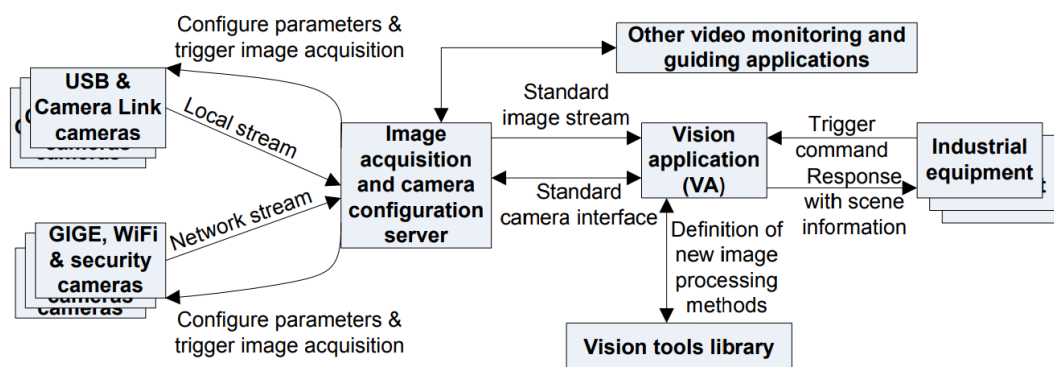 Configure parameters &
trigger image acquisition
Other video monitoring and
guiding applications
USB &
Camera Link
cameras
cameras
Local stream
Standard
image stream
Image
acquisition
and camera
configuration
server
Vision
application
(VA)
Trigger
command
Industrial
equipment
Response
with scene
information
Standard
camera interface
Network stream
GIGE, WiFi
& security
cameras
cameras
cameras
Definition of
new image
processing
methods
Configure parameters &
trigger image acquisition
Vision tools library